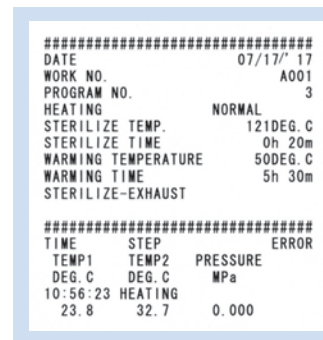 ################################
DATE 07/17/' 17
WORK NO. A001
PROGRAM NO. 3
HEATING NORMAL
STERILIZE TEMP. 121DEG. C
STERILIZE TIME 0h 20m
WARMING TEMPERATURE 50DEG. C
WARMING TIME 5h 30m
STERILIZE-EXHAUST
################################
TIME STEP ERROR
TEMP1 TEMP2 PRESSURE
DEG. C DEG. C MPa
10:56:23 HEATING
23.8 32.7 0.000